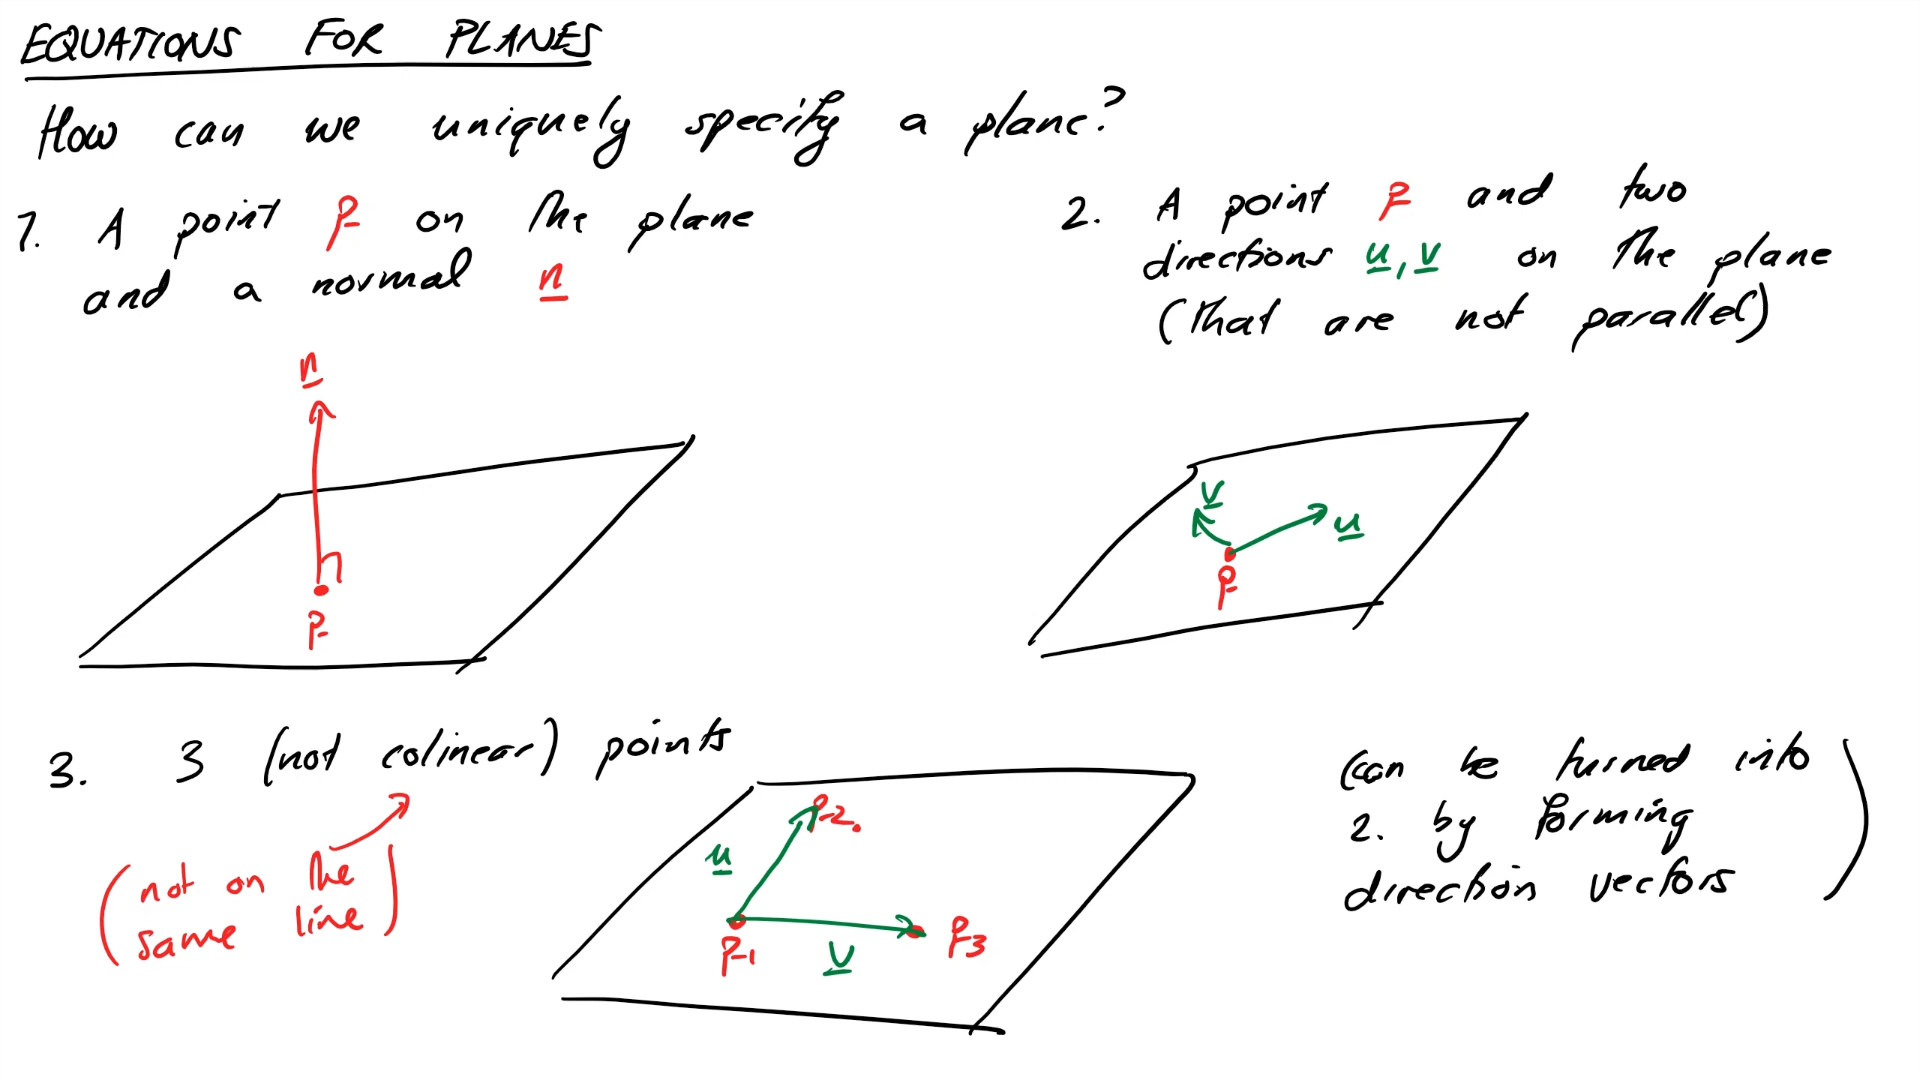 EQUATIONS FOR PLANES
How can we uniquely specify a plane?
1. A point p on the plane
and a normal n
n
p
2. A point p and two
directions u, v on the plane
(that are not parallel)
v
u
p
3. 3 (not colinear) points
(not on the
same line)
p2
u
p1
v
p3
(can be turned into
2. by forming
direction vectors)